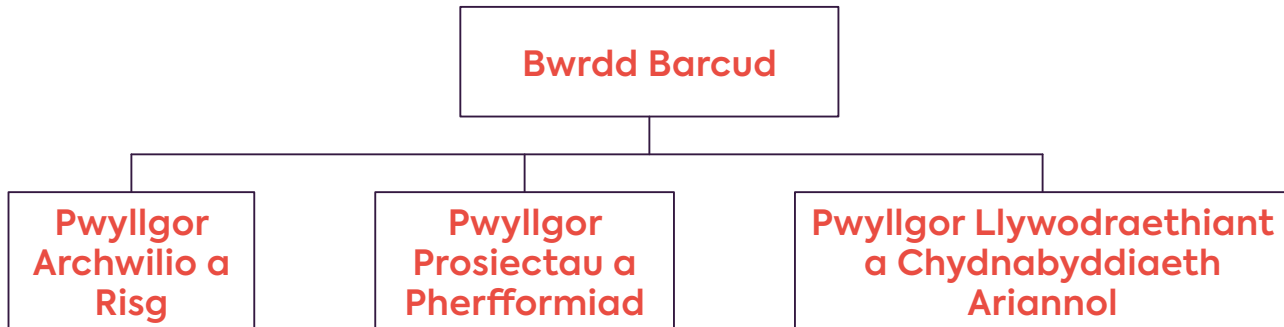 Bwrdd Barcud
Pwyllgor
Archwilio a
Risg
Pwyllgor
Prosiectau a
Pherfformiad
Pwyllgor Llywodraethiant
a Chydnabyddiaeth
Ariannol